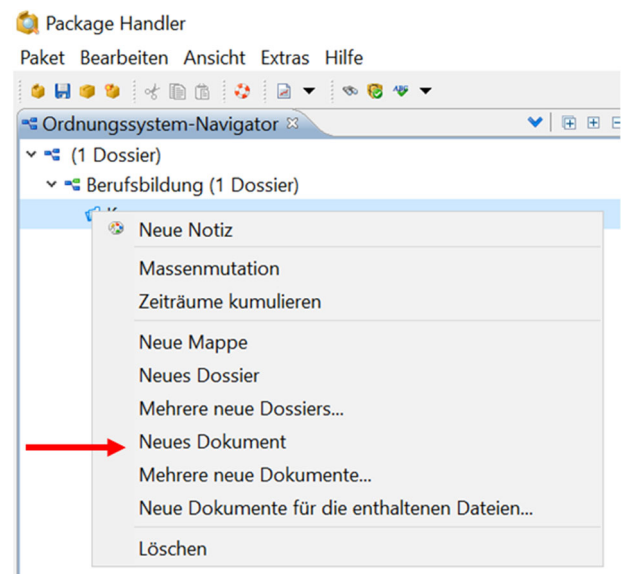 Package Handler
Paket Bearbeiten Ansicht Extras Hilfe
Ordnungssystem-Navigator
(1 Dossier)
Berufsbildung (1 Dossier)
Neue Notiz
Massenmutation
Zeiträume kumulieren
Neue Mappe
Neues Dossier
Mehrere neue Dossiers...
Neues Dokument
Mehrere neue Dokumente...
Neue Dokumente für die enthaltenen Dateien...
Löschen